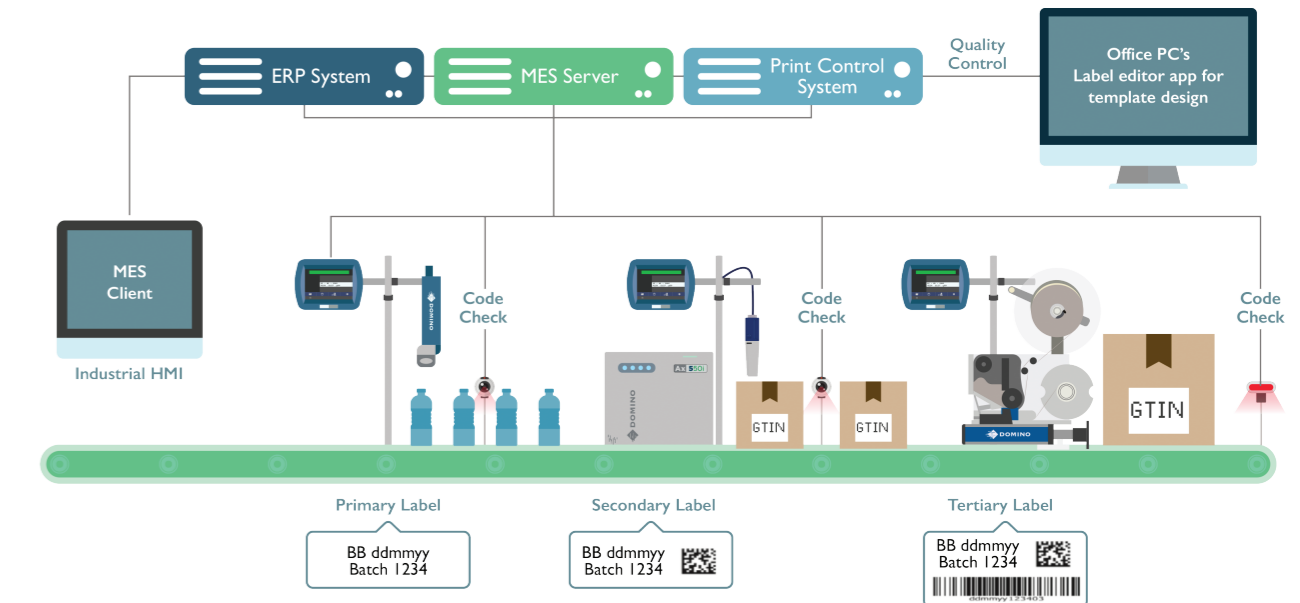 ERP System
MES Server
Print Control
System
Quality
Control
Office PC's
Label editor app for
template design
MES
Client
Industrial HMI
DOMINO
Code
Check
Ax 550i
DOMINO
GTIN
Code
Check
GTIN
DOMINO
GTIN
Code
Check
Primary Label
BB ddmmyy
Batch 1234
Secondary Label
BB ddmmyy
Batch 1234
Tertiary Label
BB ddmmyy
Batch 1234
ddmmyy123403